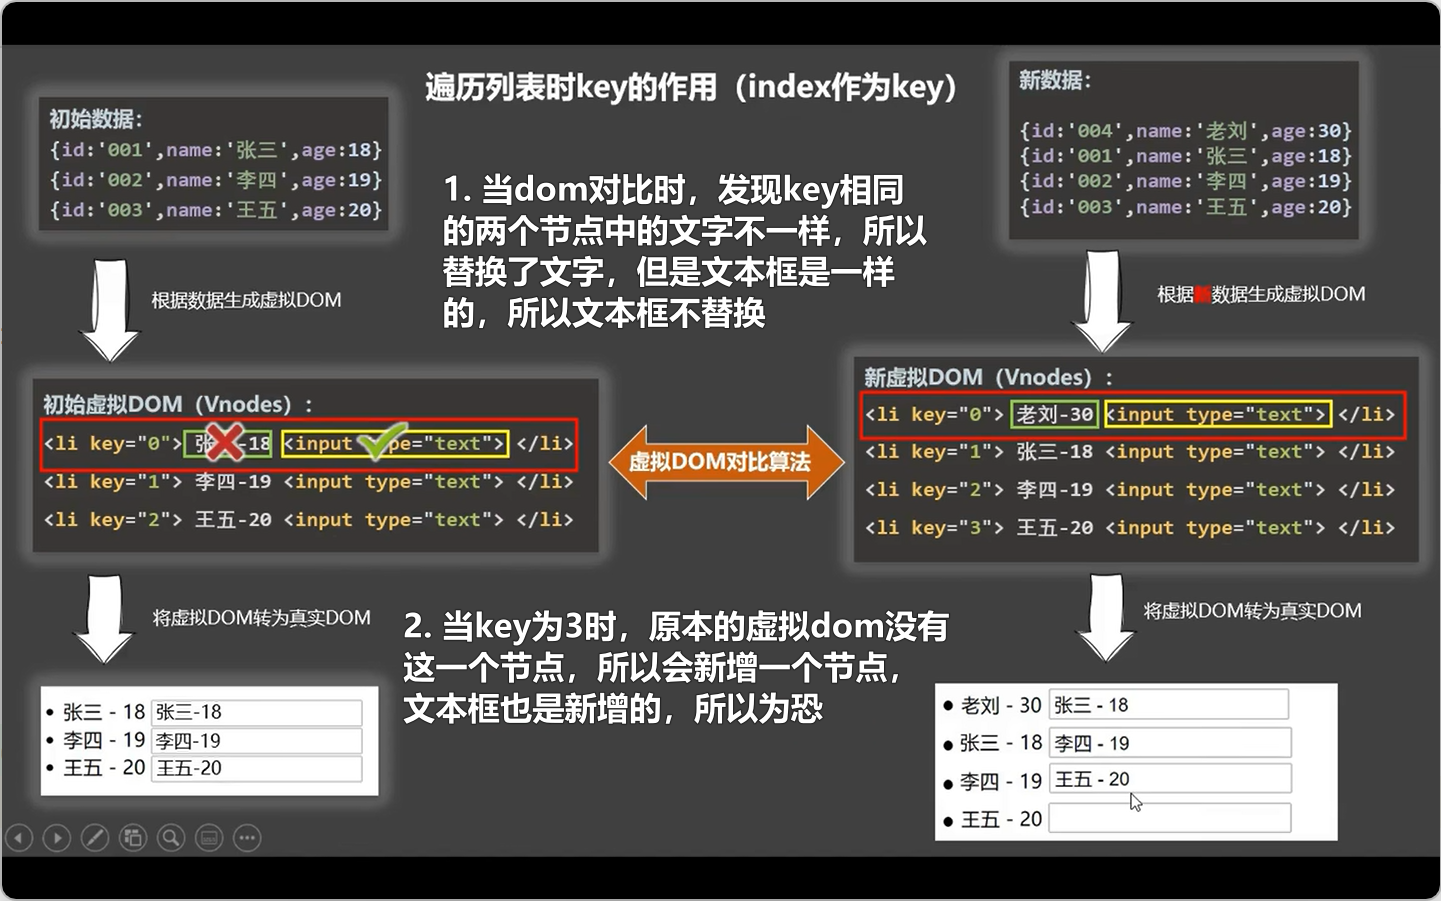 遍历列表时key的作用（index作为key）
初始数据：
{id:'001',name:'张三',age:18}
{id:'002',name:'李四',age:19}
{id:'003',name:'王五',age:20}
新数据：
{id:'004',name:'老刘',age:30}
{id:'001',name:'张三',age:18}
{id:'002',name:'李四',age:19}
{id:'003',name:'王五',age:20}
1. 当dom对比时，发现key相同
的两个节点中的文字不一样，所以
替换了文字，但是文本框是一样
的，所以文本框不替换
根据数据生成虚拟DOM
根据 数据生成虚拟DOM
初始虚拟DOM（Vnodes）：
<li key="0"> 张 -18 <input type="text"> </li>
<li key="1"> 李四-19 <input type="text"> </li>
<li key="2"> 王五-20 <input type="text"> </li>
虚拟DOM对比算法
新虚拟DOM（Vnodes）：
<li key="0"> 老刘-30 <input type="text"> </li>
<li key="1"> 张三-18 <input type="text"> </li>
<li key="2"> 李四-19 <input type="text"> </li>
<li key="3"> 王五-20 <input type="text"> </li>
将虚拟DOM转为真实DOM
将虚拟DOM转为真实DOM
2. 当key为3时，原本的虚拟dom没有
这一个节点，所以会新增一个节点，
文本框也是新增的，所以为恐
• 张三 - 18 张三-18
• 李四 - 19 李四-19
• 王五 - 20 王五-20
• 老刘 - 30 张三 - 18
• 张三 - 18 李四 - 19
• 李四 - 19 王五 - 20
• 王五 - 20